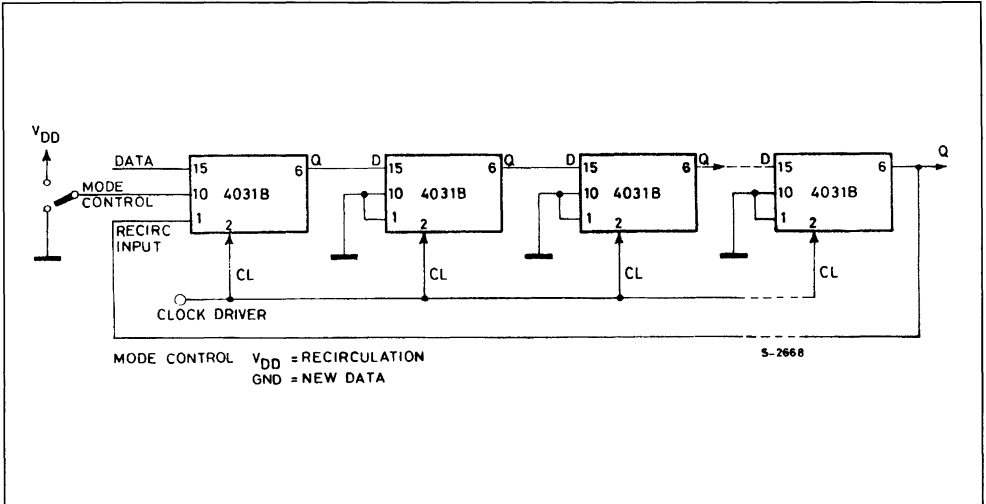 VDD
DATA
MODE
CONTROL
RECIRC
INPUT
15 6
10 4031B
1 2
Q D
15 6
10 4031B
1 2
Q D
15 6
10 4031B
1 2
Q D
15 6
10 4031B
1 2
Q
CL CL CL CL
CLOCK DRIVER
MODE CONTROL VDD = RECIRCULATION
GND = NEW DATA
S-2668